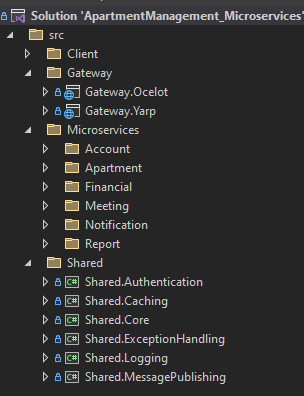 Solution 'ApartmentManagement_Microservices'
src
Client
Gateway
Gateway.Ocelot
Gateway.Yarp
Microservices
Account
Apartment
Financial
Meeting
Notification
Report
Shared
Shared.Authentication
Shared.Caching
Shared.Core
Shared.ExceptionHandling
Shared.Logging
Shared.MessagePublishing